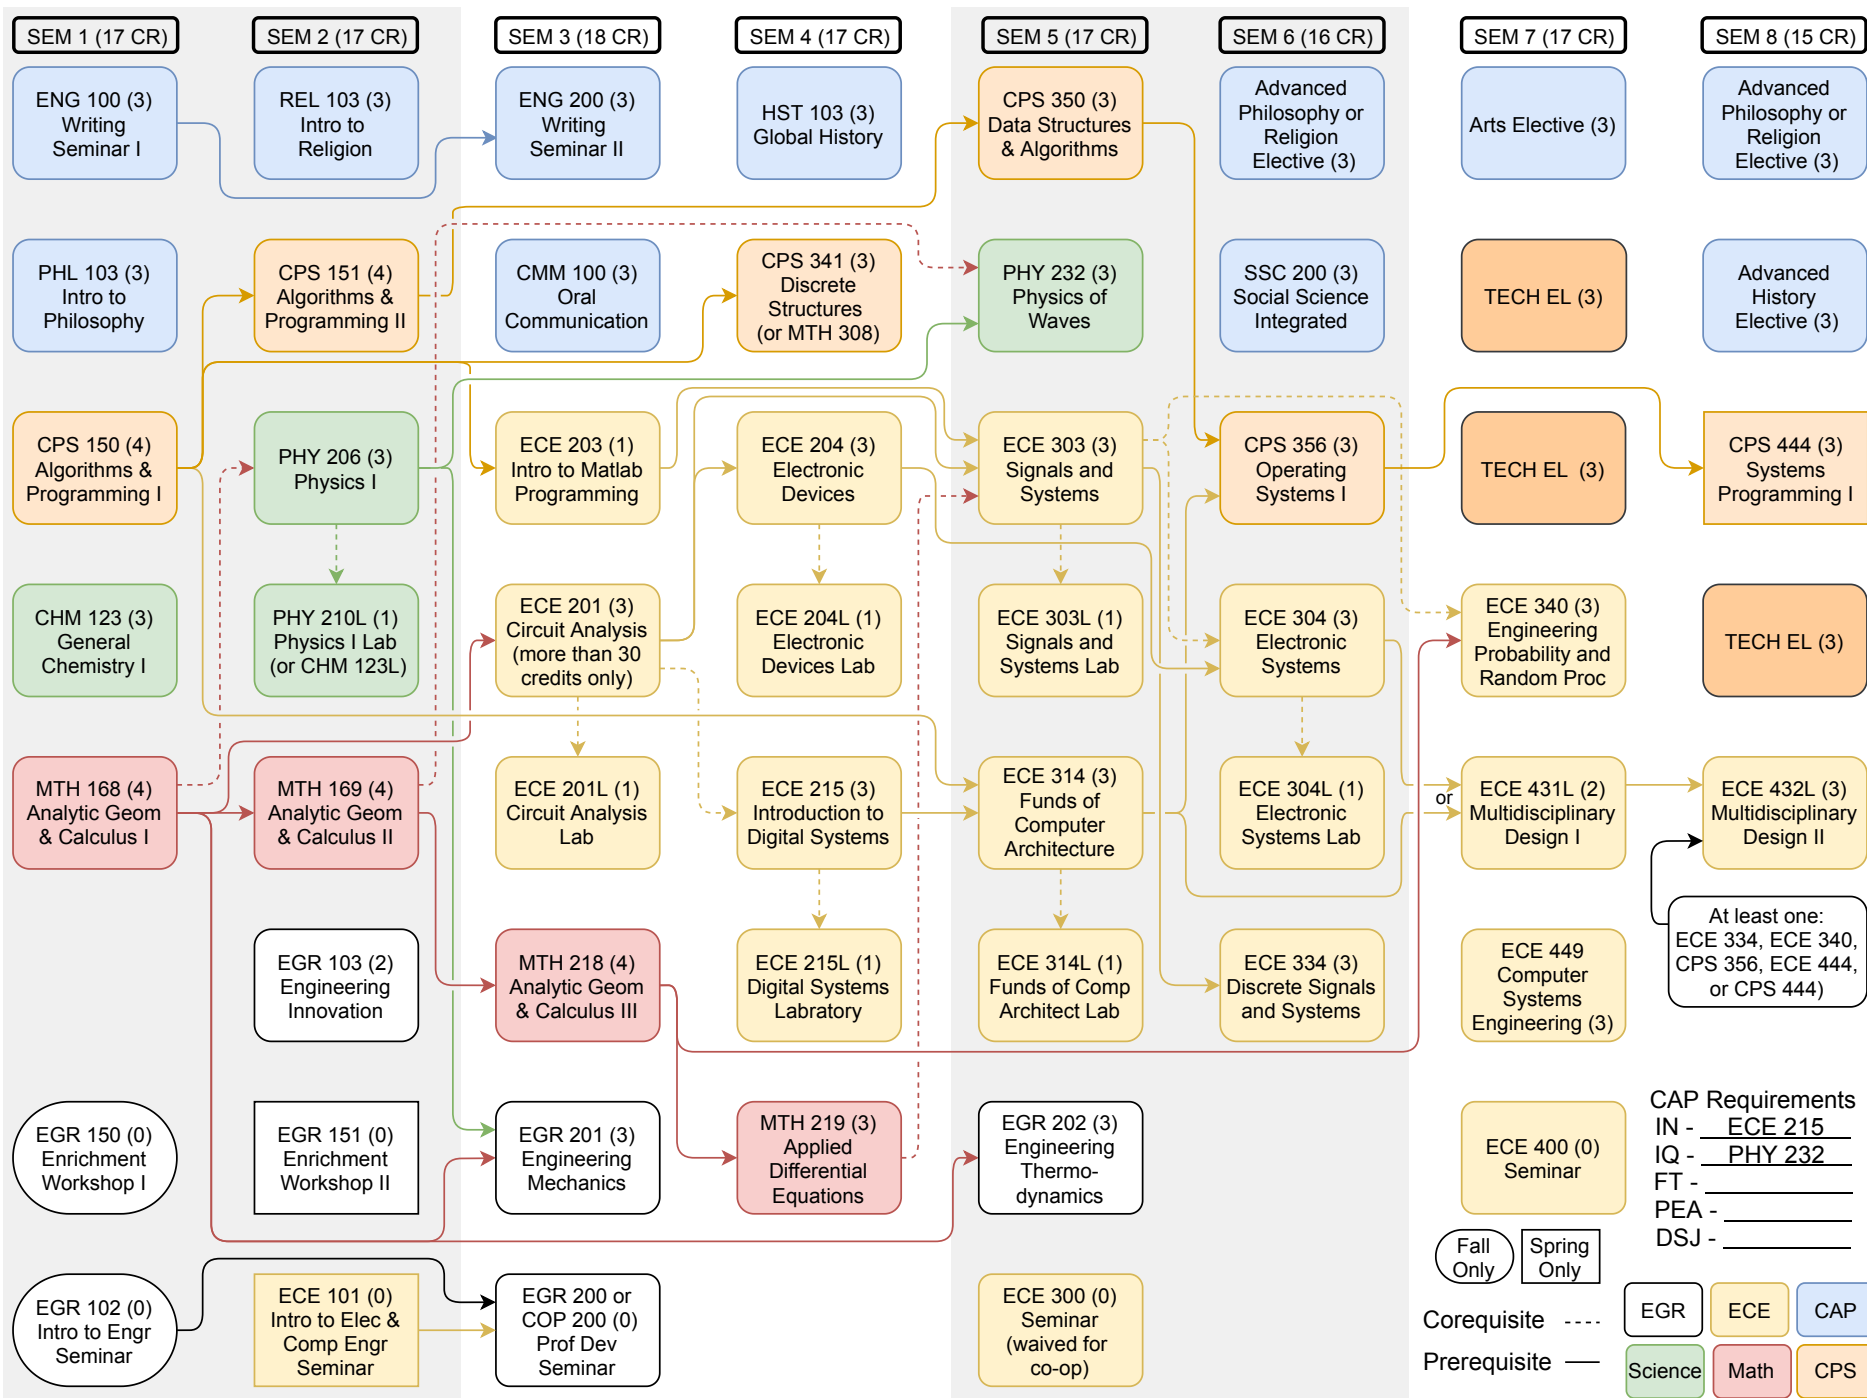 SEM 1 (17 CR)
SEM 2 (17 CR)
SEM 3 (18 CR)
SEM 4 (17 CR)
SEM 5 (17 CR)
SEM 6 (16 CR)
SEM 7 (17 CR)
SEM 8 (15 CR)
ENG 100 (3)
Writing
Seminar I
REL 103 (3)
Intro to
Religion
ENG 200 (3)
Writing
Seminar II
HST 103 (3)
Global History
CPS 350 (3)
Data Structures
& Algorithms
Advanced
Philosophy or
Religion
Elective (3)
Arts Elective (3)
Advanced
Philosophy or
Religion
Elective (3)
PHL 103 (3)
Intro to
Philosophy
CPS 151 (4)
Algorithms &
Programming II
CMM 100 (3)
Oral
Communication
CPS 341 (3)
Discrete
Structures
(or MTH 308)
PHY 232 (3)
Physics of
Waves
SSC 200 (3)
Social Science
Integrated
TECH EL (3)
Advanced
History
Elective (3)
CPS 150 (4)
Algorithms &
Programming I
PHY 206 (3)
Physics I
ECE 203 (1)
Intro to Matlab
Programming
ECE 204 (3)
Electronic
Devices
ECE 303 (3)
Signals and
Systems
CPS 356 (3)
Operating
Systems I
TECH EL (3)
CPS 444 (3)
Systems
Programming I
CHM 123 (3)
General
Chemistry I
PHY 210L (1)
Physics I Lab
(or CHM 123L)
ECE 201 (3)
Circuit Analysis
(more than 30
credits only)
ECE 204L (1)
Electronic
Devices Lab
ECE 303L (1)
Signals and
Systems Lab
ECE 304 (3)
Electronic
Systems
ECE 340 (3)
Engineering
Probability and
Random Proc
TECH EL (3)
MTH 168 (4)
Analytic Geom
& Calculus I
MTH 169 (4)
Analytic Geom
& Calculus II
ECE 201L (1)
Circuit Analysis
Lab
ECE 215 (3)
Introduction to
Digital Systems
ECE 314 (3)
Funds of
Computer
Architecture
ECE 304L (1)
Electronic
Systems Lab
or
ECE 431L (2)
Multidisciplinary
Design I
ECE 432L (3)
Multidisciplinary
Design II
EGR 103 (2)
Engineering
Innovation
MTH 218 (4)
Analytic Geom
& Calculus III
ECE 215L (1)
Digital Systems
Labratory
ECE 314L (1)
Funds of Comp
Architect Lab
ECE 334 (3)
Discrete Signals
and Systems
ECE 449
Computer
Systems
Engineering (3)
At least one:
ECE 334, ECE 340,
CPS 356, ECE 444,
or CPS 444)
EGR 150 (0)
Enrichment
Workshop I
EGR 151 (0)
Enrichment
Workshop II
EGR 201 (3)
Engineering
Mechanics
MTH 219 (3)
Applied
Differential
Equations
EGR 202 (3)
Engineering
Thermo-
dynamics
ECE 400 (0)
Seminar
CAP Requirements
IN - ECE 215
IQ - PHY 232
FT -
PEA -
DSJ -
EGR 102 (0)
Intro to Engr
Seminar
ECE 101 (0)
Intro to Elec &
Comp Engr
Seminar
EGR 200 or
COP 200 (0)
Prof Dev
Seminar
ECE 300 (0)
Seminar
(waived for
co-op)
Fall
Only
Spring
Only
Corequisite
Prerequisite
EGR
ECE
CAP
Science
Math
CPS